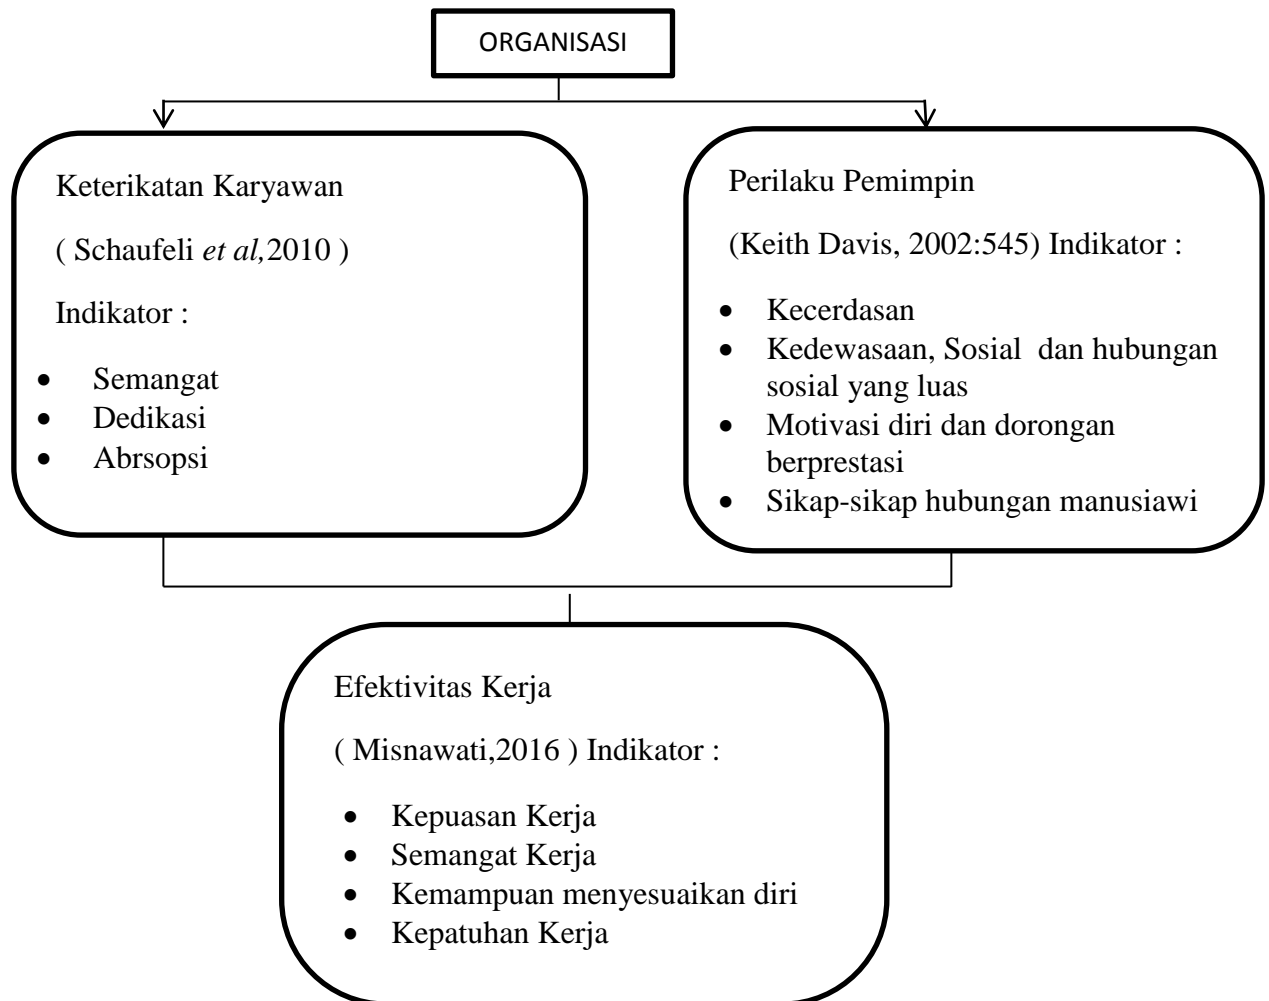 ORGANISASI
Keterikatan Karyawan
( Schaufeli et al,2010 )
Indikator :
• Semangat
• Dedikasi
• Abrsopsi
Perilaku Pemimpin
(Keith Davis, 2002:545) Indikator :
• Kecerdasan
• Kedewasaan, Sosial dan hubungan
sosial yang luas
• Motivasi diri dan dorongan
berprestasi
• Sikap-sikap hubungan manusiawi
Efektivitas Kerja
( Misnawati,2016 ) Indikator :
• Kepuasan Kerja
• Semangat Kerja
• Kemampuan menyesuaikan diri
• Kepatuhan Kerja